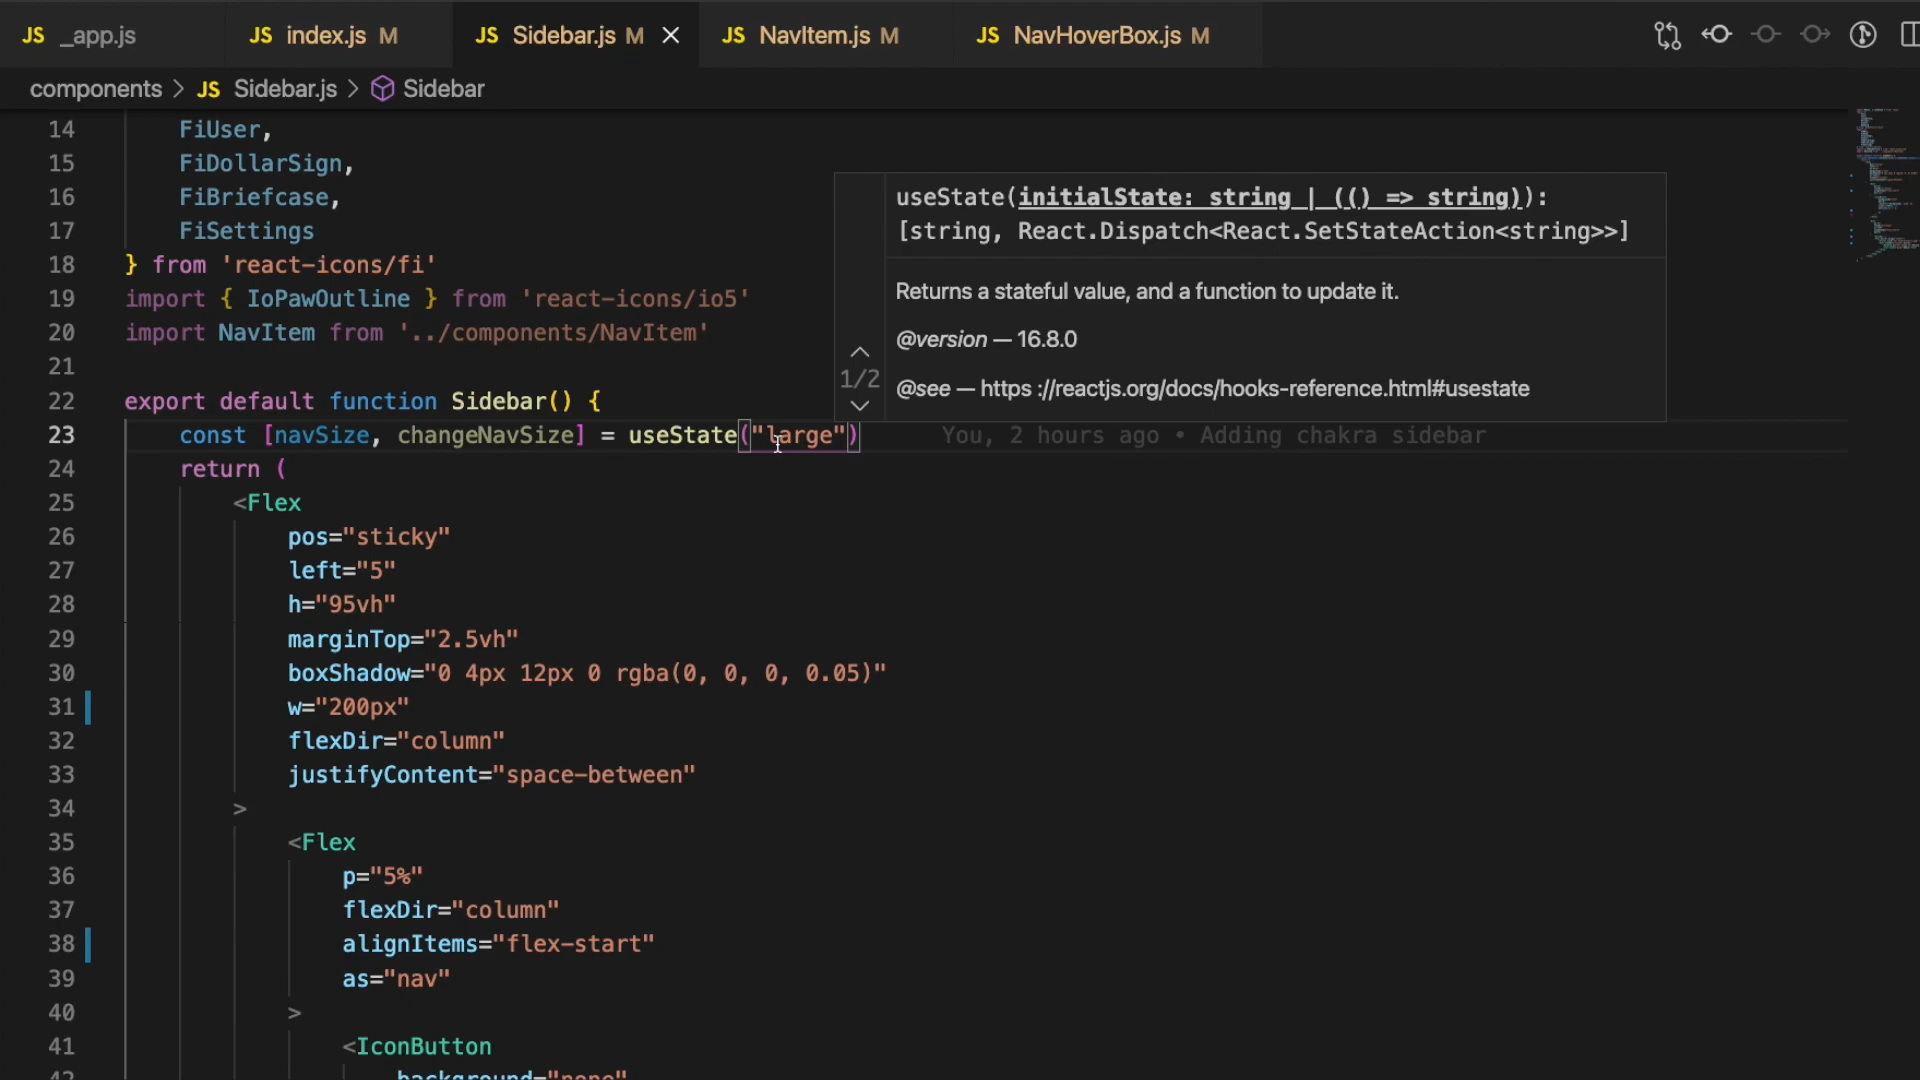 JS _app.js
JS index.js M
JS Sidebar.js M
JS NavItem.js M
JS NavHoverBox.js M
components > JS Sidebar.js > Sidebar
14 FiUser,
15 FiDollarSign,
16 FiBriefcase,
17 FiSettings
18 } from 'react-icons/fi'
19 import { IoPawOutline } from 'react-icons/io5'
20 import NavItem from '../components/NavItem'
21
useState(initialState: string | (() => string)):
[string, React.Dispatch<React.SetStateAction<string>>]
Returns a stateful value, and a function to update it.
@version — 16.8.0
1/2
@see — https ://reactjs.org/docs/hooks-reference.html#usestate
22 export default function Sidebar() {
23 const [navSize, changeNavSize] = useState("large") You, 2 hours ago • Adding chakra sidebar
24 return (
25 <Flex
26 pos="sticky"
27 left="5"
28 h="95vh"
29 marginTop="2.5vh"
30 boxShadow="0 4px 12px 0 rgba(0, 0, 0, 0.05)"
31 w="200px"
32 flexDir="column"
33 justifyContent="space-between"
34 >
35 <Flex
36 p="5%"
37 flexDir="column"
38 alignItems="flex-start"
39 as="nav"
40 >
41 <IconButton
42 background="none"